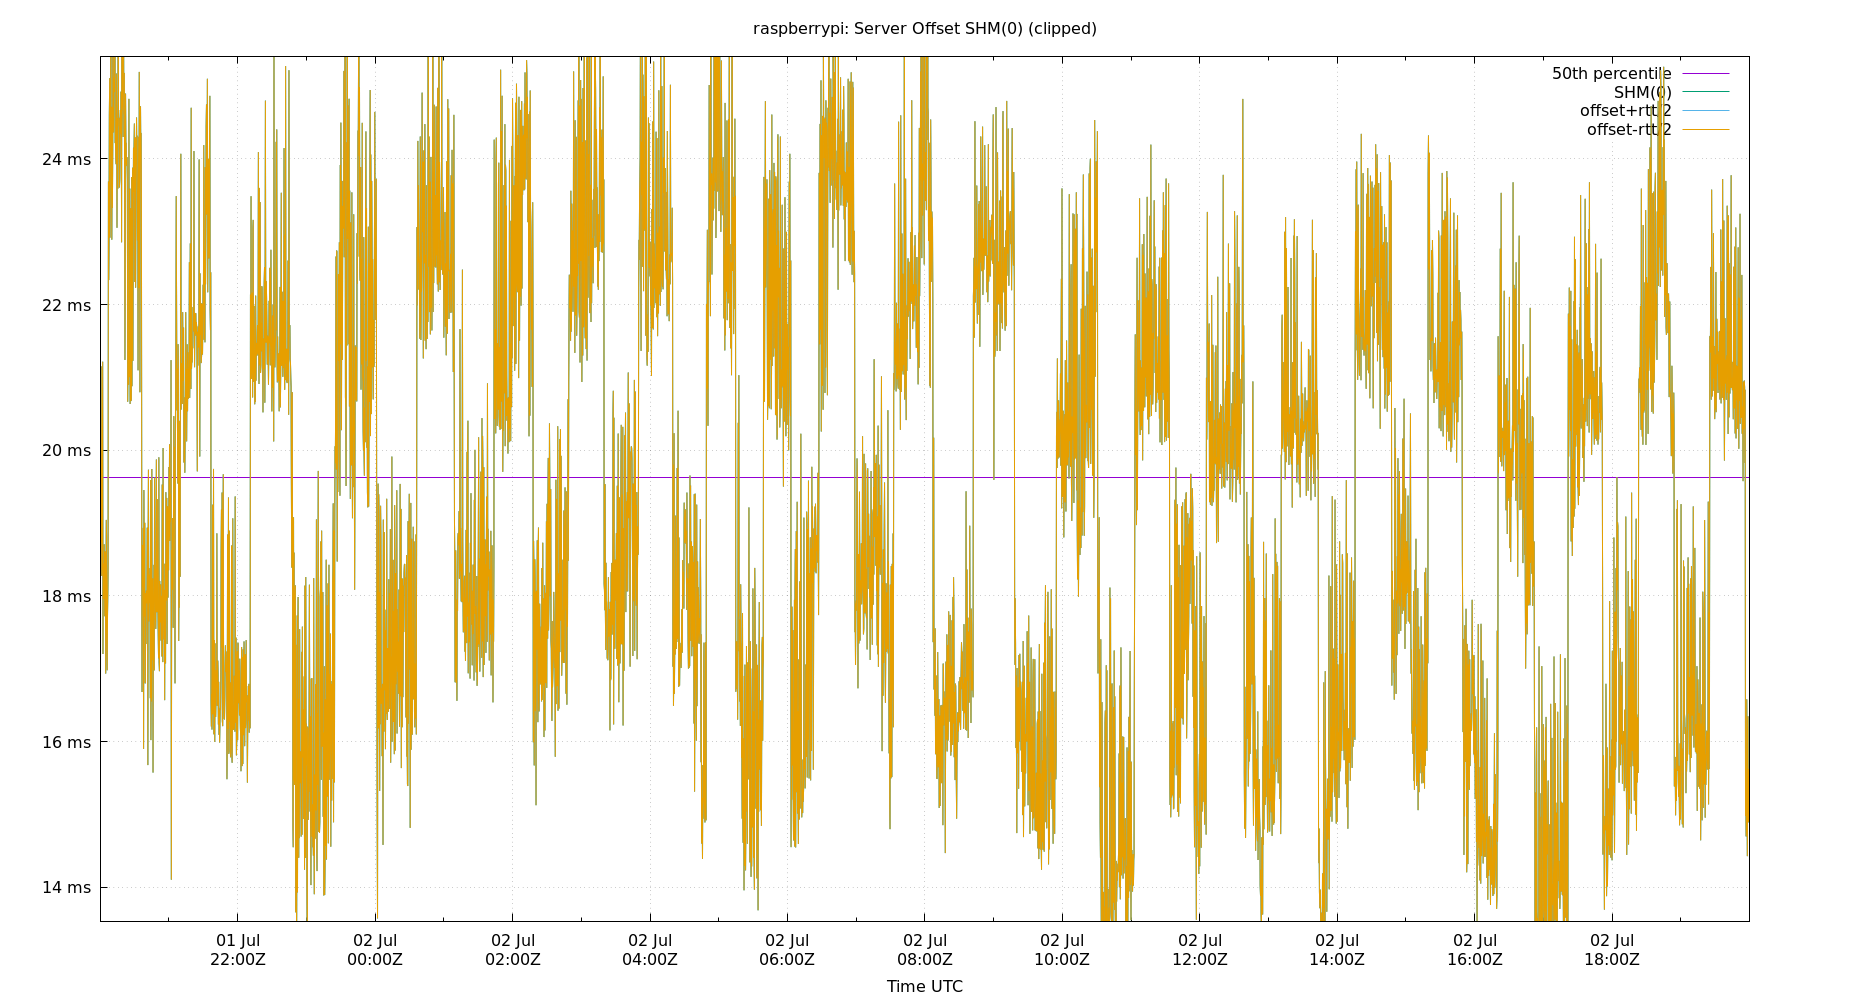 raspberrypi: Server Offset SHM(0) (clipped)
50th percentile
SHM(0)
offset+rtt/2
offset-rtt/2
24 ms
22 ms
20 ms
18 ms
16 ms
14 ms
01 Jul 02 Jul 02 Jul 02 Jul 02 Jul 02 Jul 02 Jul 02 Jul 02 Jul 02 Jul 02 Jul
22:00Z 00:00Z 02:00Z 04:00Z 06:00Z 08:00Z 10:00Z 12:00Z 14:00Z 16:00Z 18:00Z
Time UTC